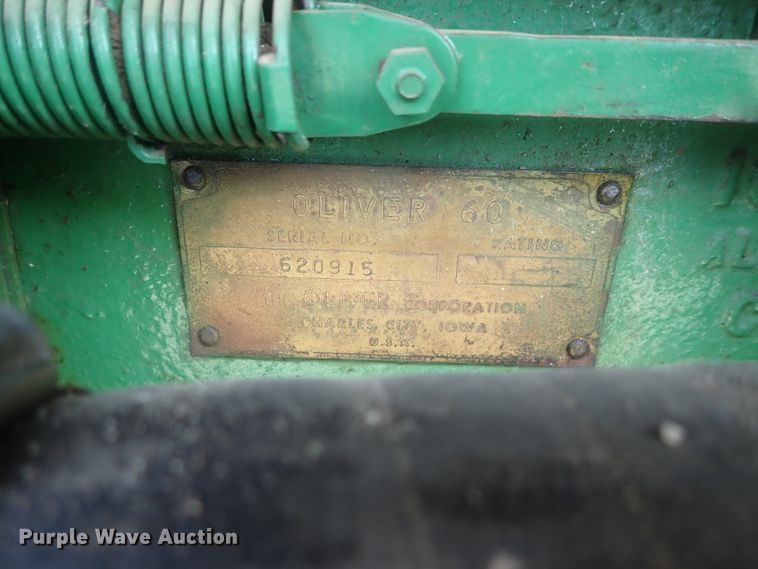 OLIVER 60
SERIAL NO. RATING
620915
THE OLIVER CORPORATION
CHARLES CITY, IOWA
U.S.A.
Purple Wave Auction